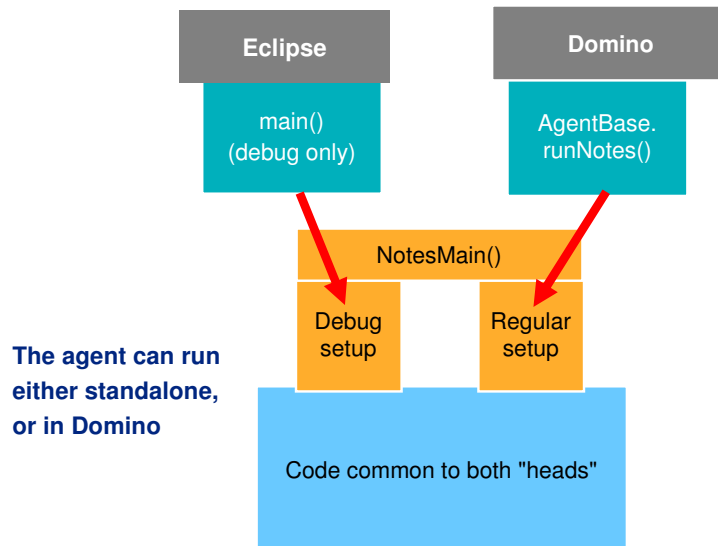 Eclipse
Domino
main()
(debug only)
AgentBase.
runNotes()
NotesMain()
Debug
setup
Regular
setup
The agent can run
either standalone,
or in Domino
Code common to both "heads"